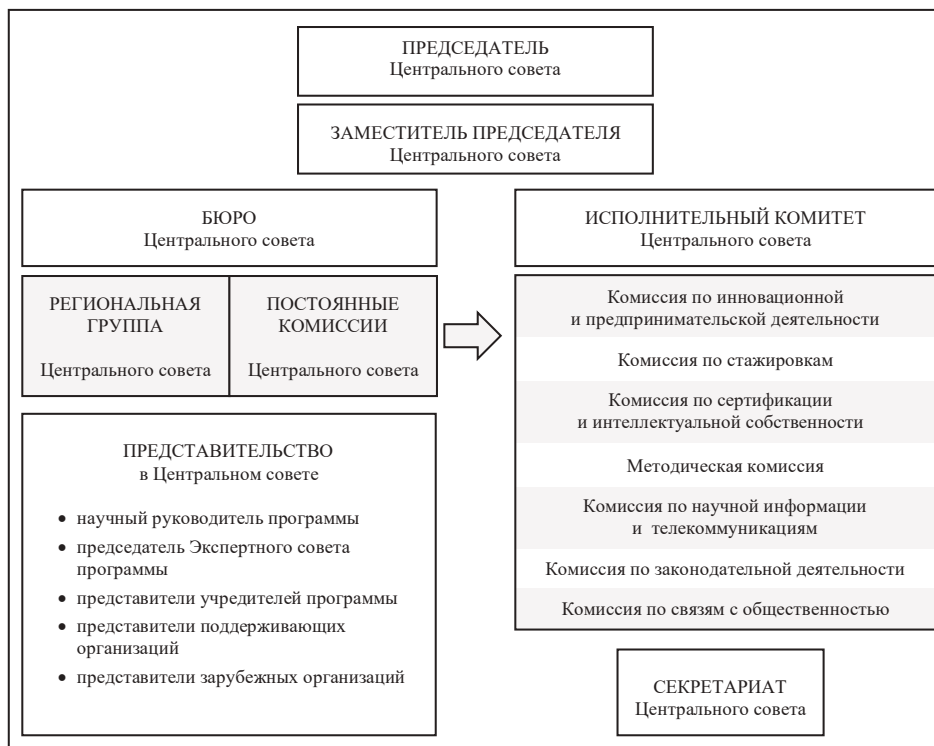 ПРЕДСЕДАТЕЛЬ
Центрального совета
ЗАМЕСТИТЕЛЬ ПРЕДСЕДАТЕЛЯ
Центрального совета
БЮРО
Центрального совета
РЕГИОНАЛЬНАЯ
ГРУППА
Центрального совета
ПОСТОЯННЫЕ
КОМИССИИ
Центрального совета
ПРЕДСТАВИТЕЛЬСТВО
в Центральном совете
• научный руководитель программы
• председатель Экспертного совета
программы
• представители учредителей программы
• представители поддерживающих
организаций
• представители зарубежных организаций
ИСПОЛНИТЕЛЬНЫЙ КОМИТЕТ
Центрального совета
Комиссия по инновационной
и предпринимательской деятельности
Комиссия по стажировкам
Комиссия по сертификации
и интеллектуальной собственности
Методическая комиссия
Комиссия по научной информации
и телекоммуникациям
Комиссия по законодательной деятельности
Комиссия по связям с общественностью
СЕКРЕТАРИАТ
Центрального совета